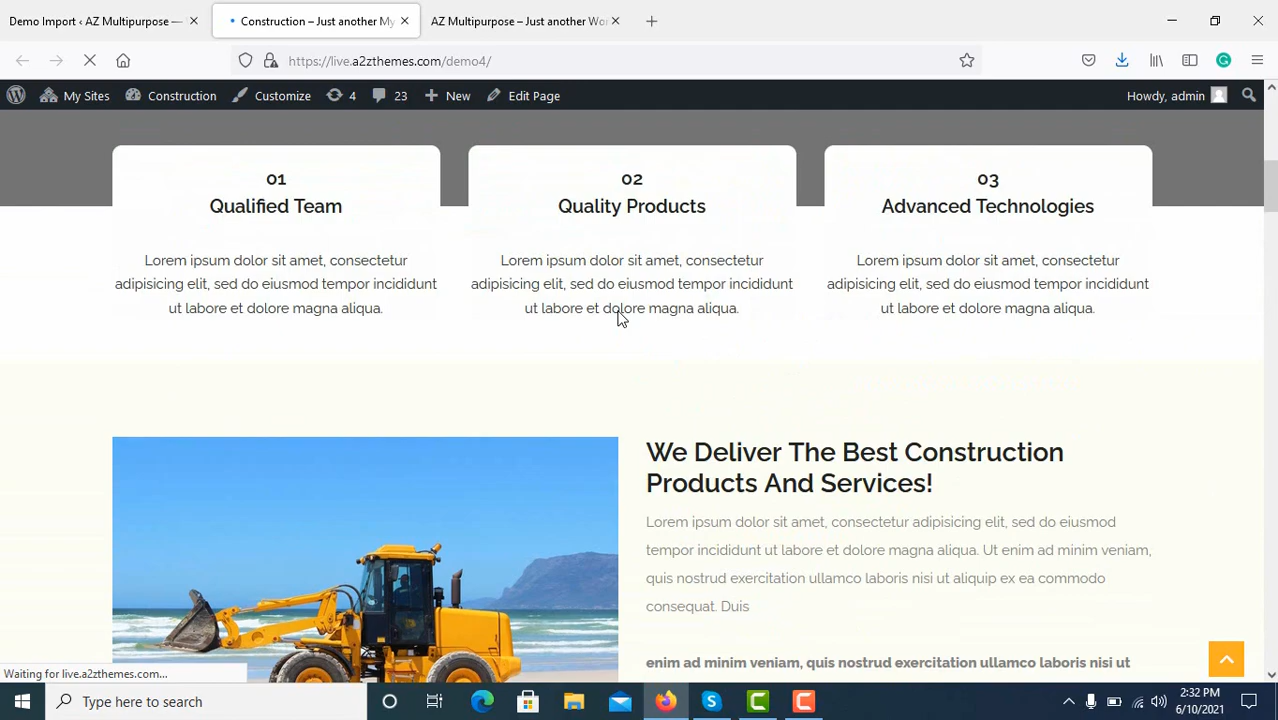 Demo Import ‹ AZ Multipurpose —
Construction – Just another My
AZ Multipurpose – Just another Wo
https://live.a2zthemes.com/demo4/
My Sites
Construction
Customize
4
23
New
Edit Page
Howdy, admin
01
Qualified Team
Lorem ipsum dolor sit amet, consectetur
adipisicing elit, sed do eiusmod tempor incididunt
ut labore et dolore magna aliqua.
02
Quality Products
Lorem ipsum dolor sit amet, consectetur
adipisicing elit, sed do eiusmod tempor incididunt
ut labore et dolore magna aliqua.
03
Advanced Technologies
Lorem ipsum dolor sit amet, consectetur
adipisicing elit, sed do eiusmod tempor incididunt
ut labore et dolore magna aliqua.
We Deliver The Best Construction
Products And Services!
Lorem ipsum dolor sit amet, consectetur adipisicing elit, sed do eiusmod
tempor incididunt ut labore et dolore magna aliqua. Ut enim ad minim veniam,
quis nostrud exercitation ullamco laboris nisi ut aliquip ex ea commodo
consequat. Duis
enim ad minim veniam, quis nostrud exercitation ullamco laboris nisi ut
Waiting for live.a2zthemes.com...
Type here to search
2:32 PM
6/10/2021